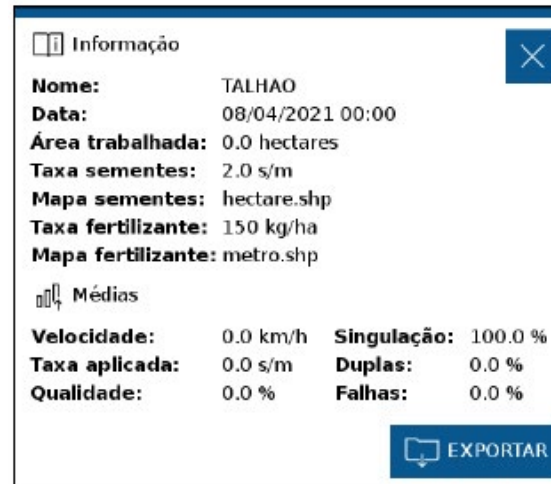 Informação
Nome: TALHAO
Data: 08/04/2021 00:00
Área trabalhada: 0.0 hectares
Taxa sementes: 2.0 s/m
Mapa sementes: hectare.shp
Taxa fertilizante: 150 kg/ha
Mapa fertilizante: metro.shp
Médias
Velocidade: 0.0 km/h Singulação: 100.0 %
Taxa aplicada: 0.0 s/m Duplas: 0.0 %
Qualidade: 0.0 % Falhas: 0.0 %
EXPORTAR